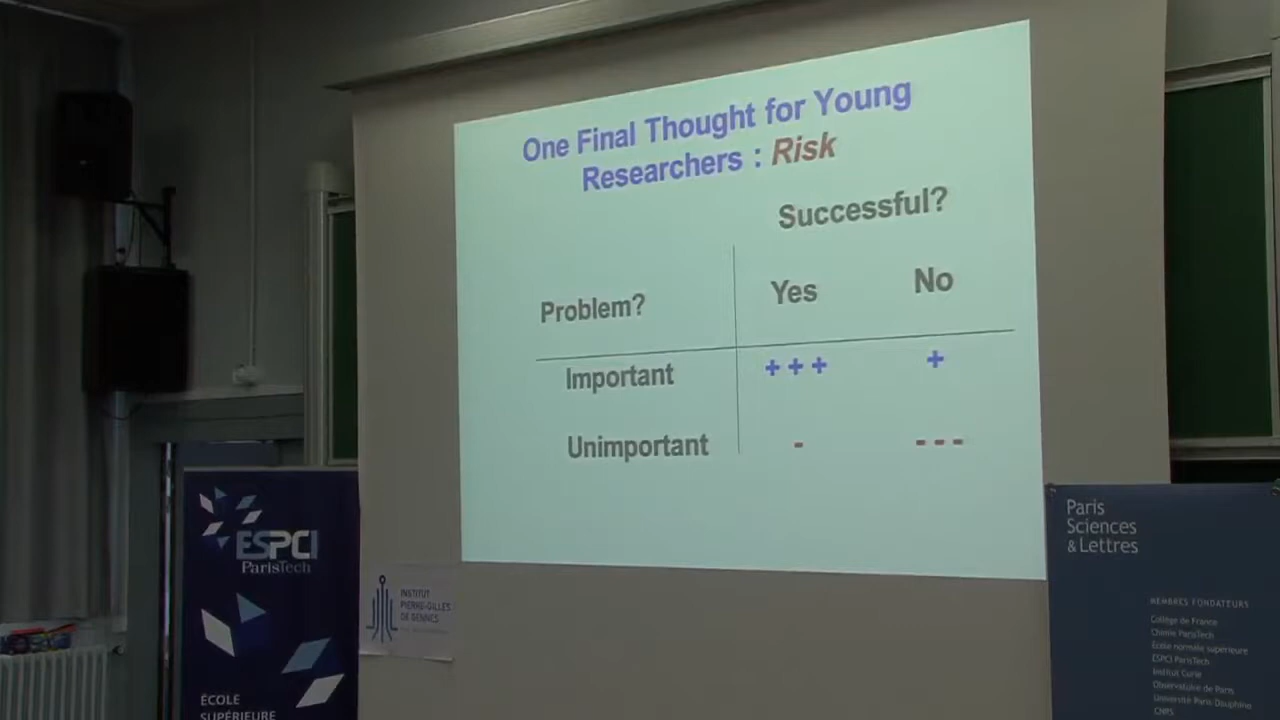 One Final Thought for Young
Researchers : Risk
Successful?
Problem?
Yes
No
Important
+ + +
+
Unimportant
-
- - -
ESPCI
ParisTech
ÉCOLE
SUPÉRIEURE
INSTITUT
PIERRE-GILLES
DE GENNES
Paris
Sciences
& Lettres
MEMBRES FONDATEURS
Collège de France
Chimie ParisTech
École normale supérieure
ESPCI ParisTech
Institut Curie
Observatoire de Paris
Université Paris-Dauphine
CNRS